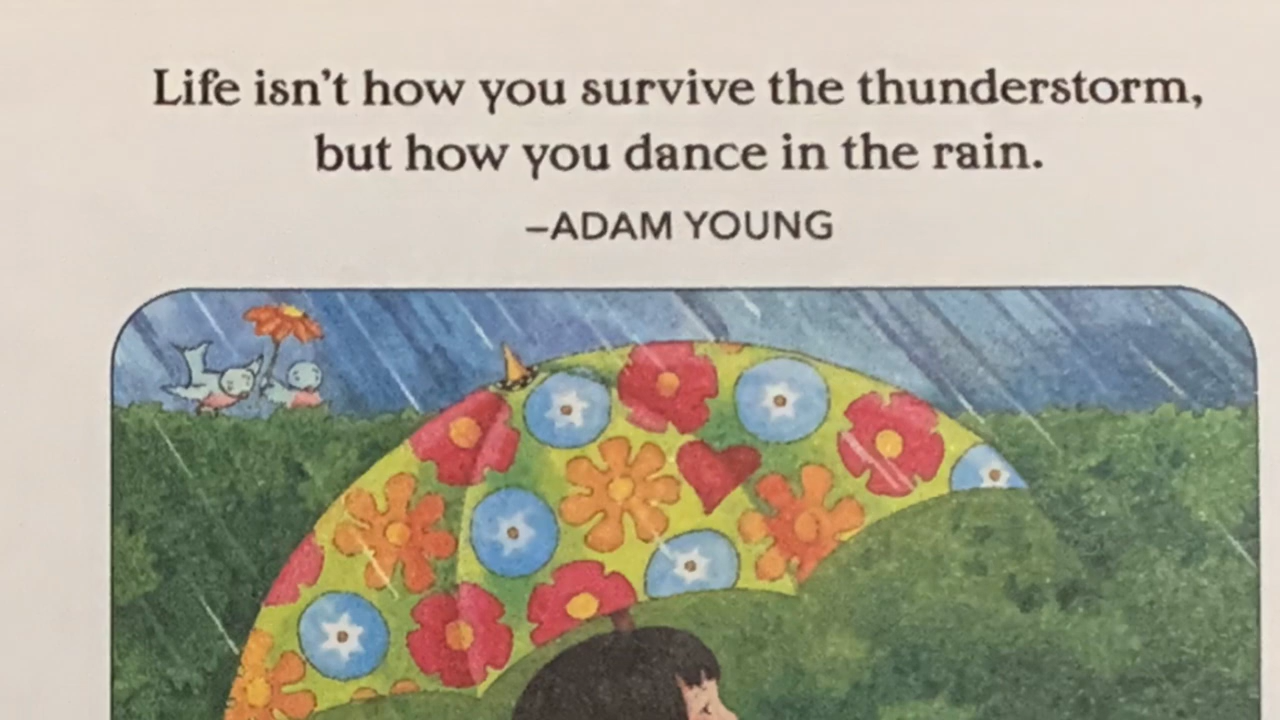 Life isn't how you survive the thunderstorm,
but how you dance in the rain.
–ADAM YOUNG